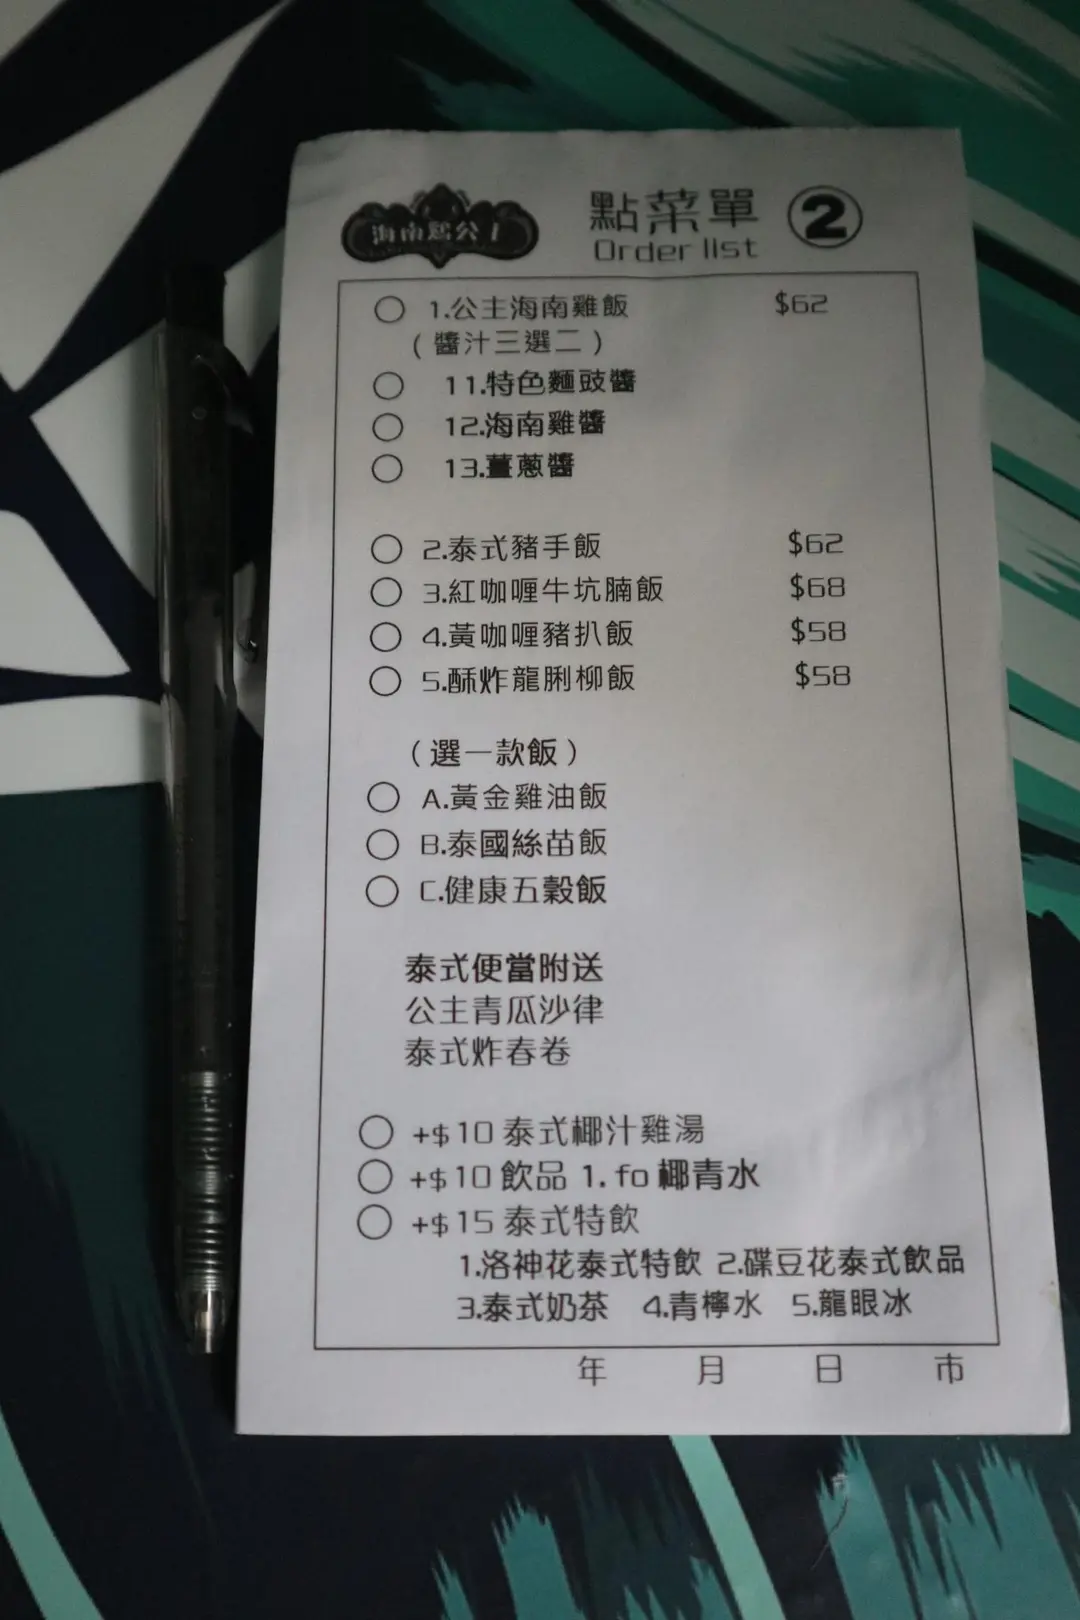 海南雞公主
點菜單 2
Order list
1.公主海南雞飯 $62
(醬汁三選二)
11.特色麵豉醬
12.海南雞醬
13.薑蔥醬
2.泰式豬手飯 $62
3.紅咖喱牛坑腩飯 $68
4.黃咖喱豬扒飯 $58
5.酥炸龍脷柳飯 $58
(選一款飯)
A.黃金雞油飯
B.泰國絲苗飯
C.健康五穀飯
泰式便當附送
公主青瓜沙律
泰式炸春卷
+$10 泰式椰汁雞湯
+$10 飲品 1. fo 椰青水
+$15 泰式特飲
1.洛神花泰式特飲 2.碟豆花泰式飲品
3.泰式奶茶 4.青檸水 5.龍眼冰
年 月 日 市